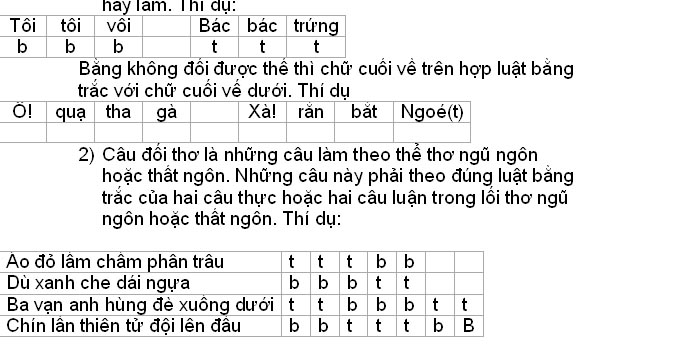 hay lắm. Thí dụ:
Tôi tôi vôi Bác bác trứng
b b b t t t
Bằng không đối được thế thì chữ cuối vế trên hợp luật bằng
trắc với chữ cuối vế dưới. Thí dụ
Ô! quạ tha gà Xà! rắn bắt Ngoé(t)
2) Câu đối thơ là những câu làm theo thể thơ ngũ ngôn
hoặc thất ngôn. Những câu này phải theo đúng luật bằng
trắc của hai câu thực hoặc hai câu luận trong lối thơ ngũ
ngôn hoặc thất ngôn. Thí dụ:
Ao đỏ lấm chấm phân trâu t t t b b
Dù xanh che dái ngựa b b b t t
Ba vạn anh hùng đè xuống dưới t t b b b t t
Chín lần thiên tử đội lên đầu b b t t t b B